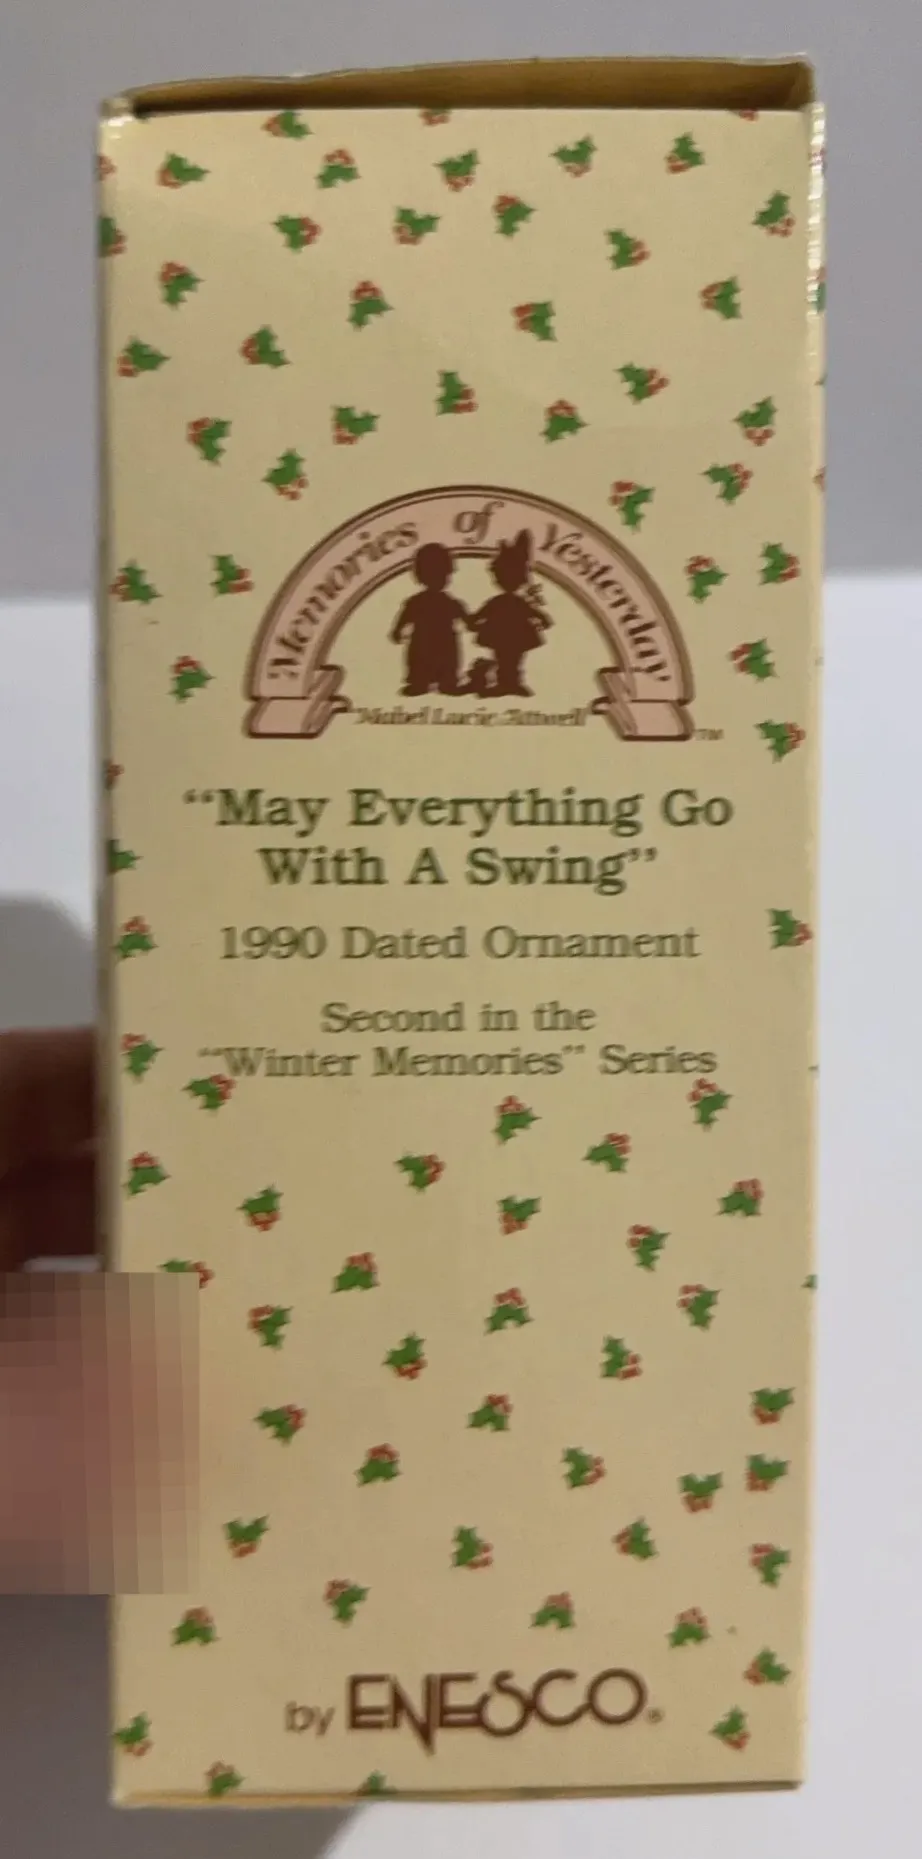 Memories of Yesterday
Mabel Lucie Attwell
TM
“May Everything Go
With A Swing”
1990 Dated Ornament
Second in the
“Winter Memories” Series
by ENESCO®